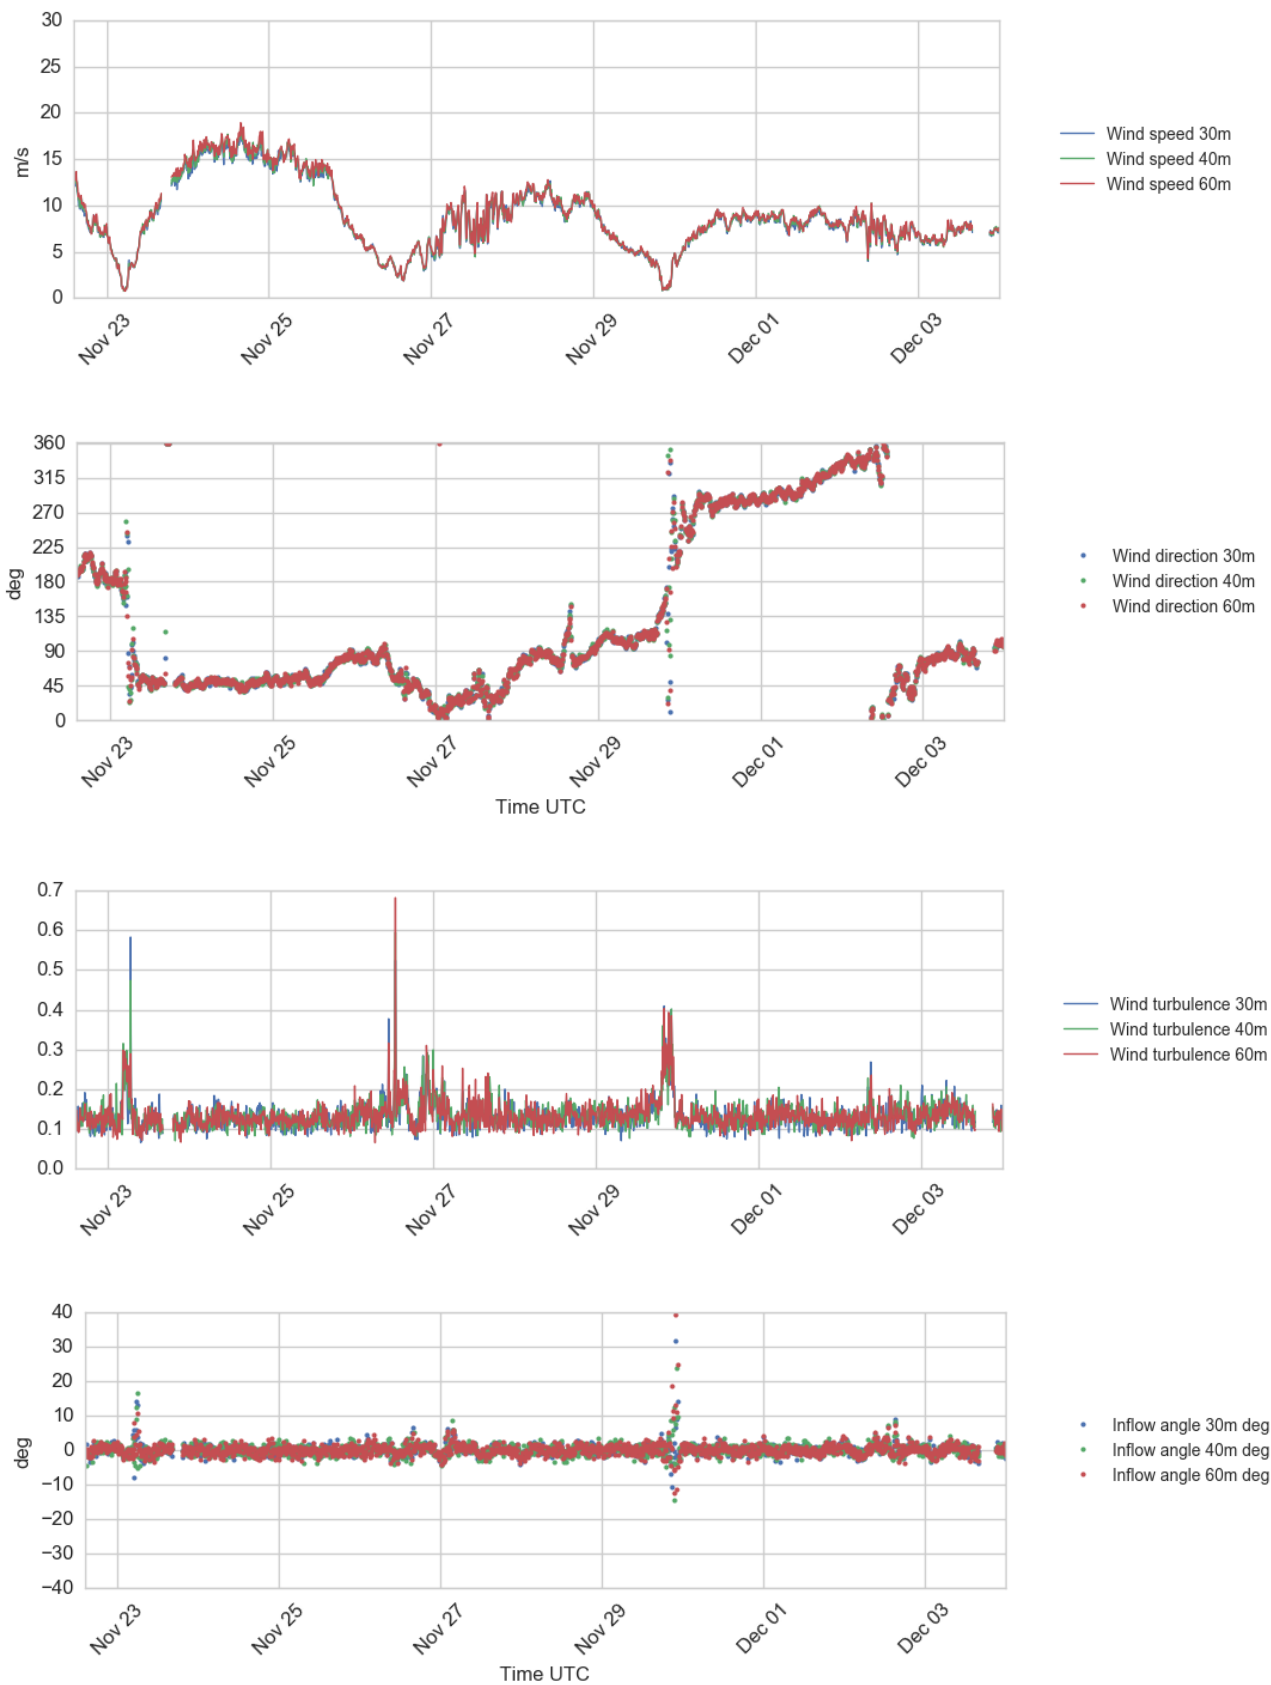 30
25
20
15
10
5
0
m/s
Nov 23
Nov 25
Nov 27
Nov 29
Dec 01
Dec 03
Wind speed 30m
Wind speed 40m
Wind speed 60m
360
315
270
225
180
135
90
45
0
deg
Nov 23
Nov 25
Nov 27
Nov 29
Dec 01
Dec 03
Time UTC
Wind direction 30m
Wind direction 40m
Wind direction 60m
0.7
0.6
0.5
0.4
0.3
0.2
0.1
0.0
Nov 23
Nov 25
Nov 27
Nov 29
Dec 01
Dec 03
Wind turbulence 30m
Wind turbulence 40m
Wind turbulence 60m
40
30
20
10
0
−10
−20
−30
−40
deg
Nov 23
Nov 25
Nov 27
Nov 29
Dec 01
Dec 03
Time UTC
Inflow angle 30m deg
Inflow angle 40m deg
Inflow angle 60m deg